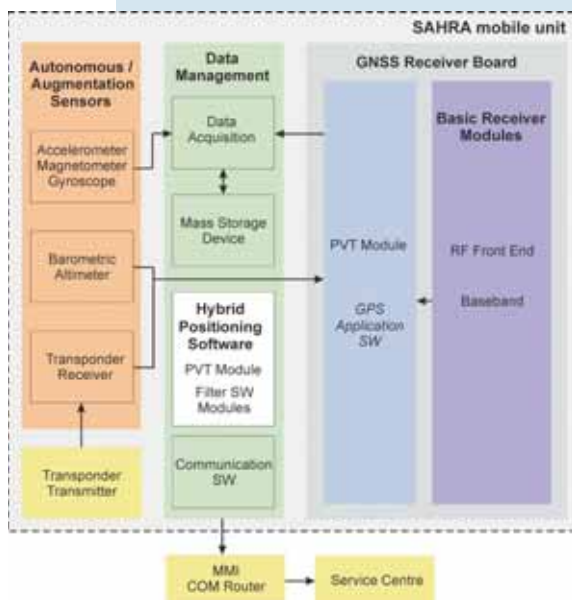 SAHRA mobile unit
Autonomous /
Augmentation
Sensors
Accelerometer
Magnetometer
Gyroscope
Barometric
Altimeter
Transponder
Receiver
Transponder
Transmitter
Data
Management
Data
Acquisition
Mass Storage
Device
Hybrid
Positioning
Software
PVT Module
Filter SW
Modules
Communication
SW
GNSS Receiver Board
PVT Module
GPS
Application
SW
Basic Receiver
Modules
RF Front End
Baseband
MMI
COM Router
Service Centre